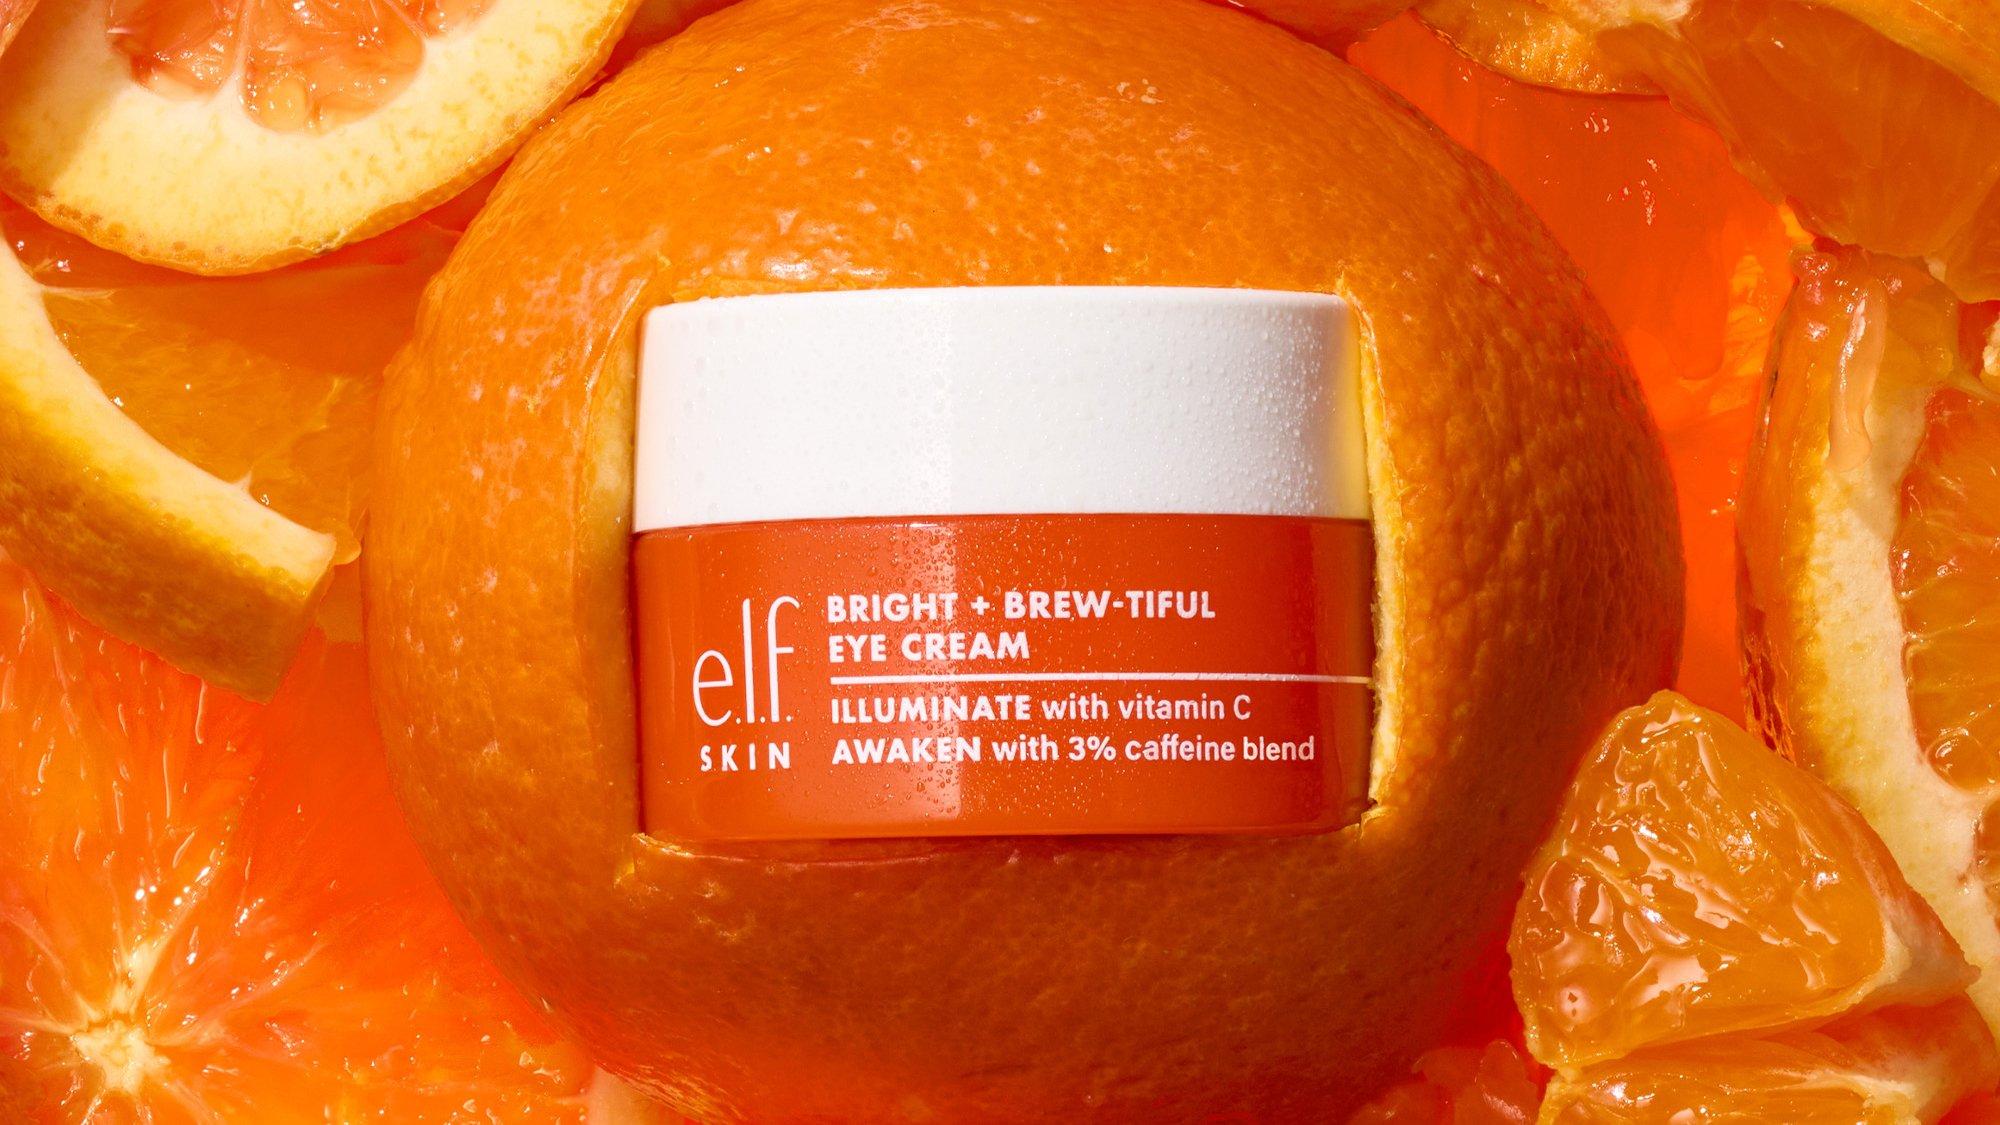 e.l.f.
SKIN
BRIGHT + BREW-TIFUL
EYE CREAM
ILLUMINATE with vitamin C
AWAKEN with 3% caffeine blend